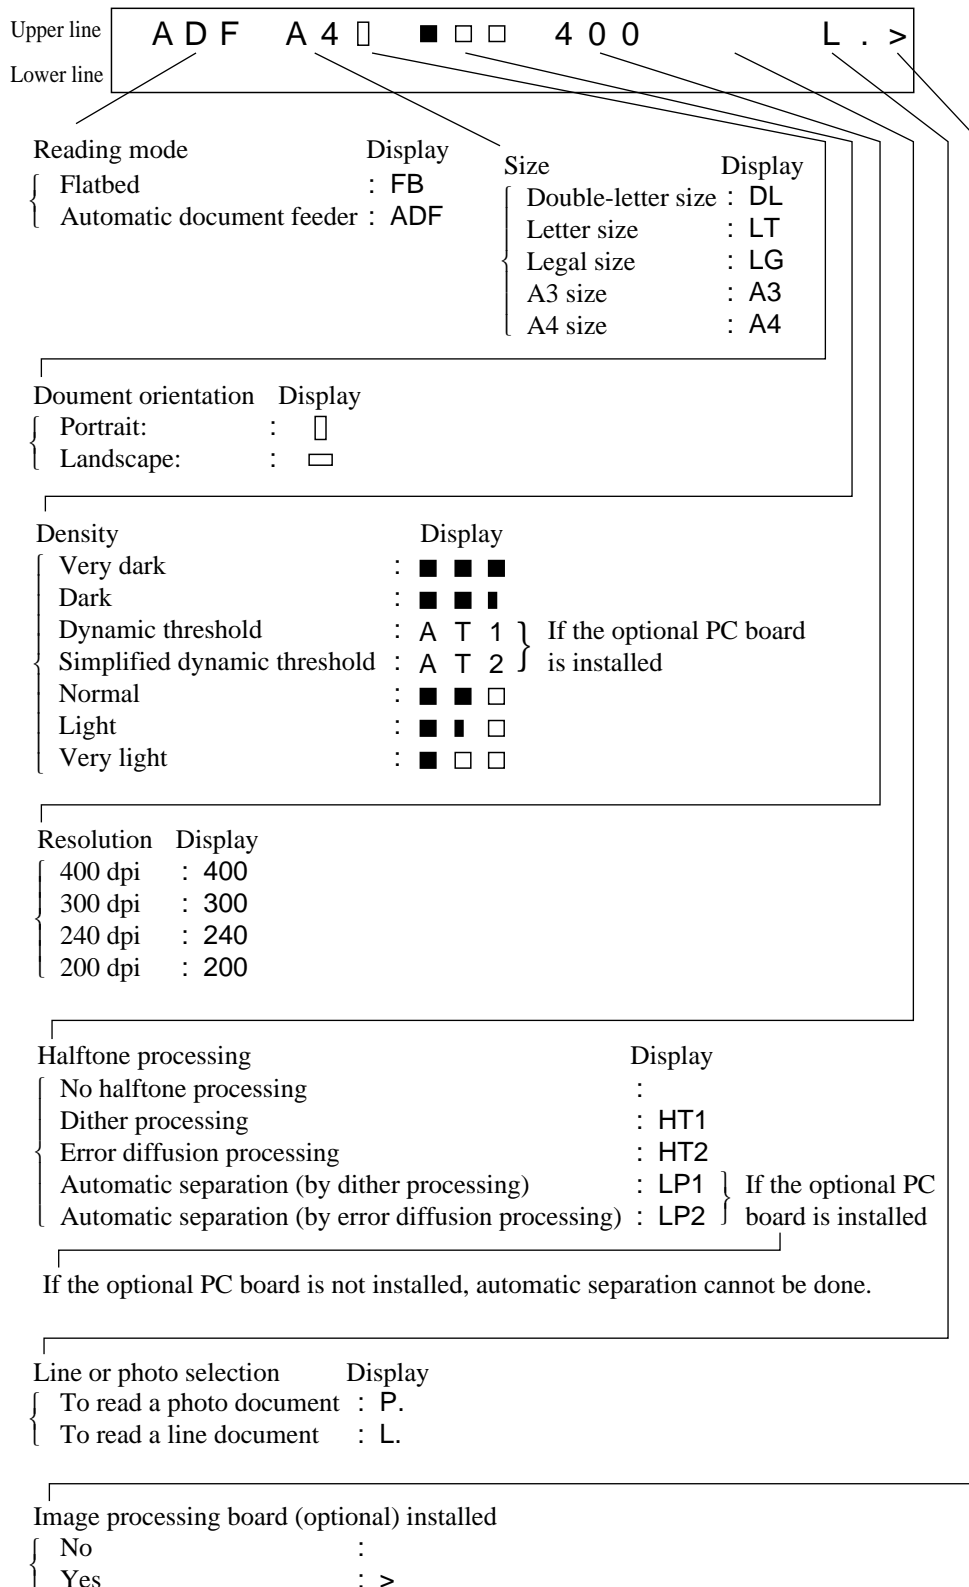 Upper line ADF A4▯ ■□□ 400 L.>
Lower line
Reading mode Display
Flatbed : FB
Automatic document feeder : ADF
Size Display
Double-letter size : DL
Letter size : LT
Legal size : LG
A3 size : A3
A4 size : A4
Doument orientation Display
Portrait: : ▯
Landscape: : ▭
Density Display
Very dark : ■ ■ ■
Dark : ■ ■ ▮
Dynamic threshold : A T 1
Simplified dynamic threshold : A T 2
If the optional PC board
is installed
Normal : ■ ■ □
Light : ■ ▮ □
Very light : ■ □ □
Resolution Display
400 dpi : 400
300 dpi : 300
240 dpi : 240
200 dpi : 200
Halftone processing Display
No halftone processing :
Dither processing : HT1
Error diffusion processing : HT2
Automatic separation (by dither processing) : LP1
Automatic separation (by error diffusion processing) : LP2
If the optional PC
board is installed
If the optional PC board is not installed, automatic separation cannot be done.
Line or photo selection Display
To read a photo document : P.
To read a line document : L.
Image processing board (optional) installed
No :
Yes : >